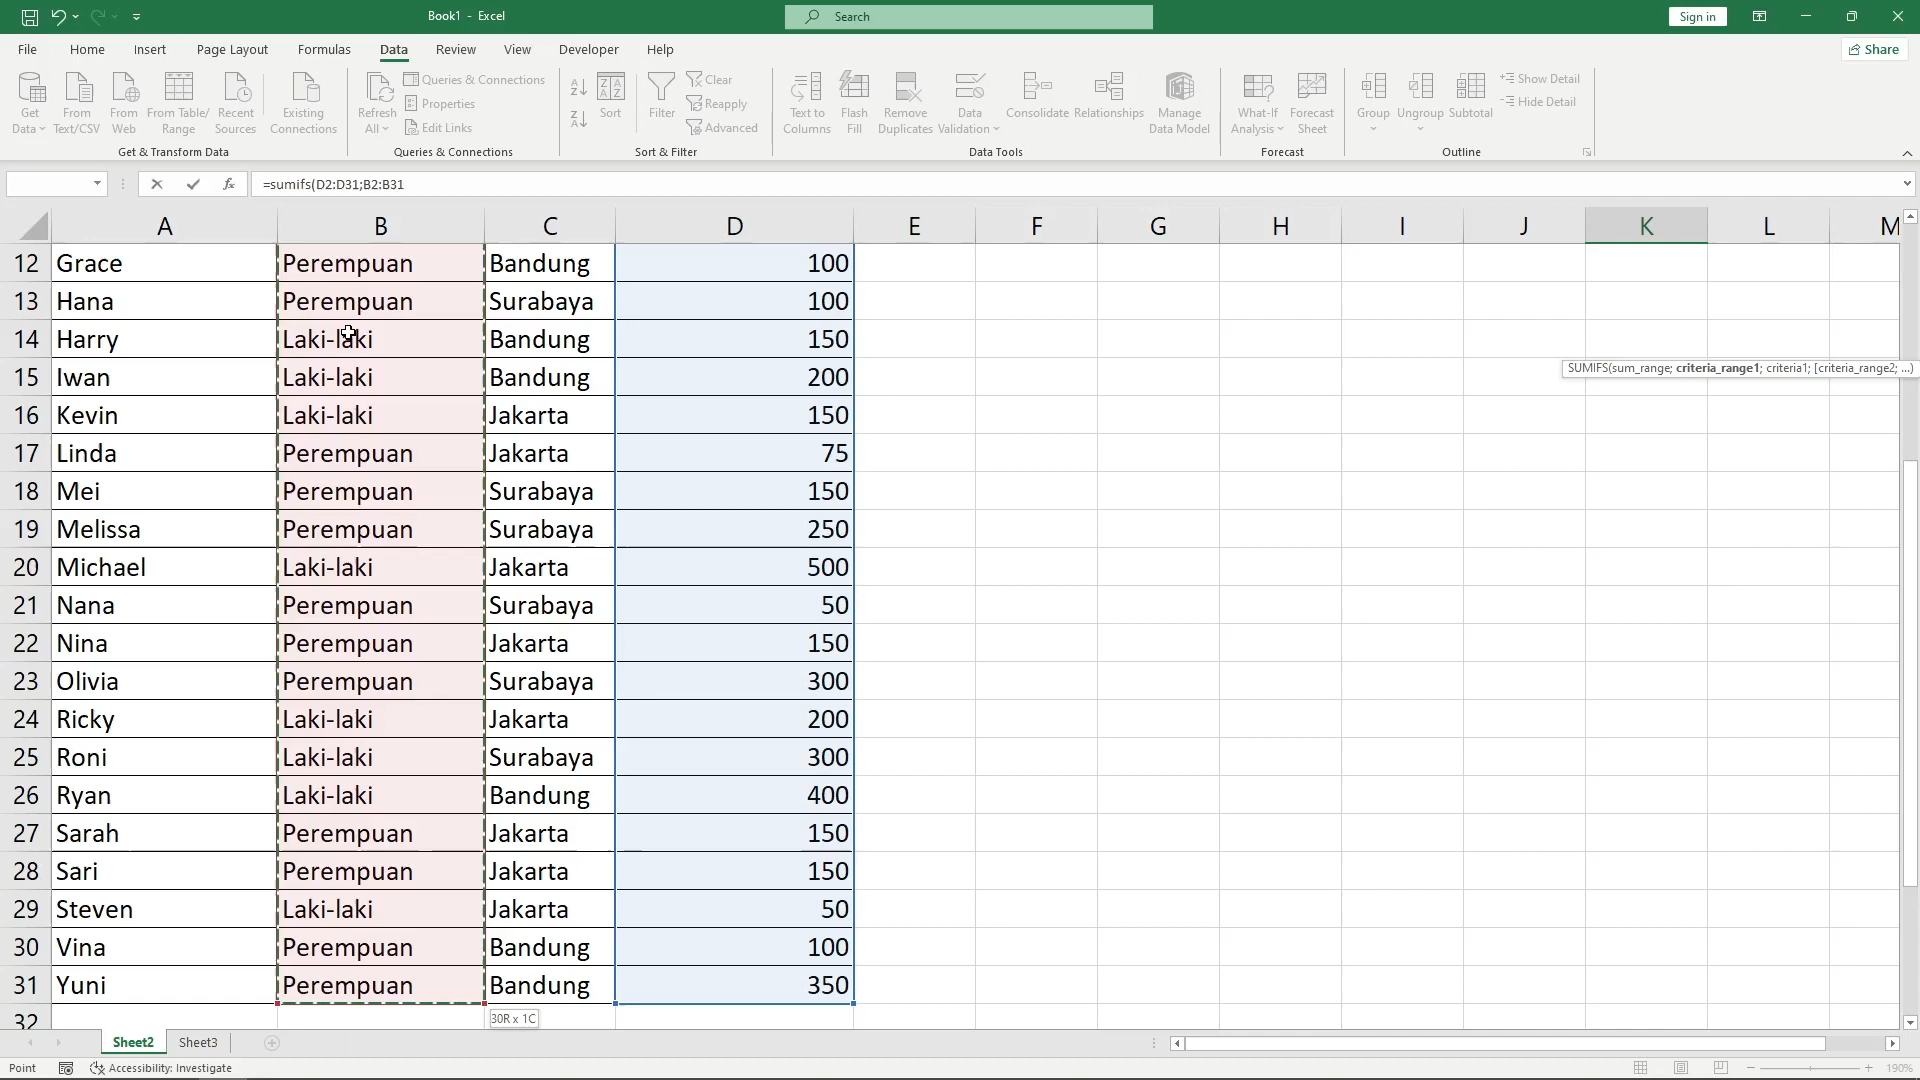 Book1 - Excel
Search
Sign in
File Home Insert Page Layout Formulas Data Review View Developer Help
Share
Get Data
From Text/CSV
From Web
From Table/ Range
Recent Sources
Existing Connections
Get & Transform Data
Refresh All
Queries & Connections
Properties
Edit Links
Queries & Connections
Sort
Filter
Clear
Reapply
Advanced
Sort & Filter
Text to Columns
Flash Fill
Remove Duplicates
Data Validation
Consolidate
Relationships
Manage Data Model
Data Tools
What-If Analysis
Forecast Sheet
Forecast
Group
Ungroup
Subtotal
Show Detail
Hide Detail
Outline
fx
=sumifs(D2:D31;B2:B31
A B C D E F G H I J K L M
12 Grace Perempuan Bandung 100
13 Hana Perempuan Surabaya 100
14 Harry Laki-laki Bandung 150
15 Iwan Laki-laki Bandung 200
SUMIFS(sum_range; criteria_range1; criteria1; [criteria_range2; ...)
16 Kevin Laki-laki Jakarta 150
17 Linda Perempuan Jakarta 75
18 Mei Perempuan Surabaya 150
19 Melissa Perempuan Surabaya 250
20 Michael Laki-laki Jakarta 500
21 Nana Perempuan Surabaya 50
22 Nina Perempuan Jakarta 150
23 Olivia Perempuan Surabaya 300
24 Ricky Laki-laki Jakarta 200
25 Roni Laki-laki Surabaya 300
26 Ryan Laki-laki Bandung 400
27 Sarah Perempuan Jakarta 150
28 Sari Perempuan Jakarta 150
29 Steven Laki-laki Jakarta 50
30 Vina Perempuan Bandung 100
31 Yuni Perempuan Bandung 350
32
30R x 1C
Sheet2 Sheet3
Point
Accessibility: Investigate
190%